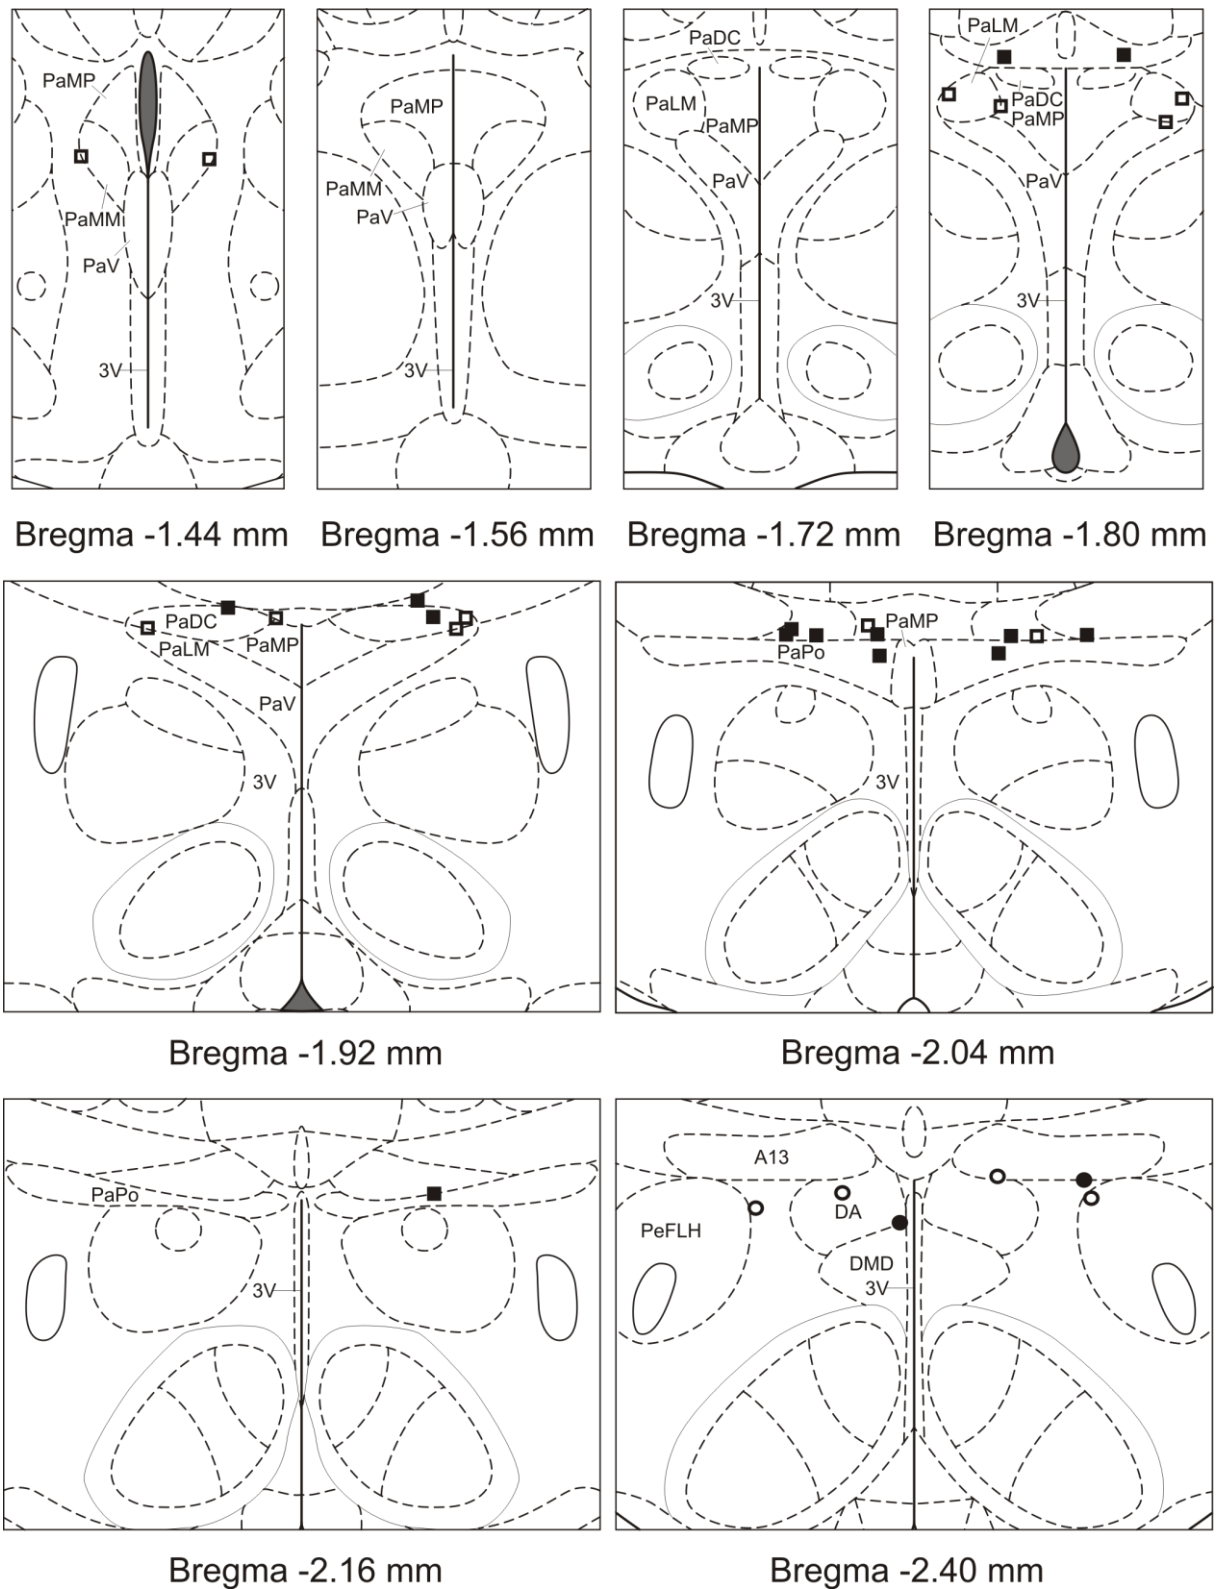 PaMP
PaMM
PaV
3V
PaMP
PaMM
PaV
3V
PaDC
PaLM
PaMP
PaV
3V
PaLM
PaDC
PaMP
PaV
3V
Bregma -1.44 mm
Bregma -1.56 mm
Bregma -1.72 mm
Bregma -1.80 mm
PaDC
PaLM
PaMP
PaV
3V
PaMP
PaPo
3V
Bregma -1.92 mm
Bregma -2.04 mm
PaPo
3V
A13
PeFLH
DA
DMD
3V
Bregma -2.16 mm
Bregma -2.40 mm